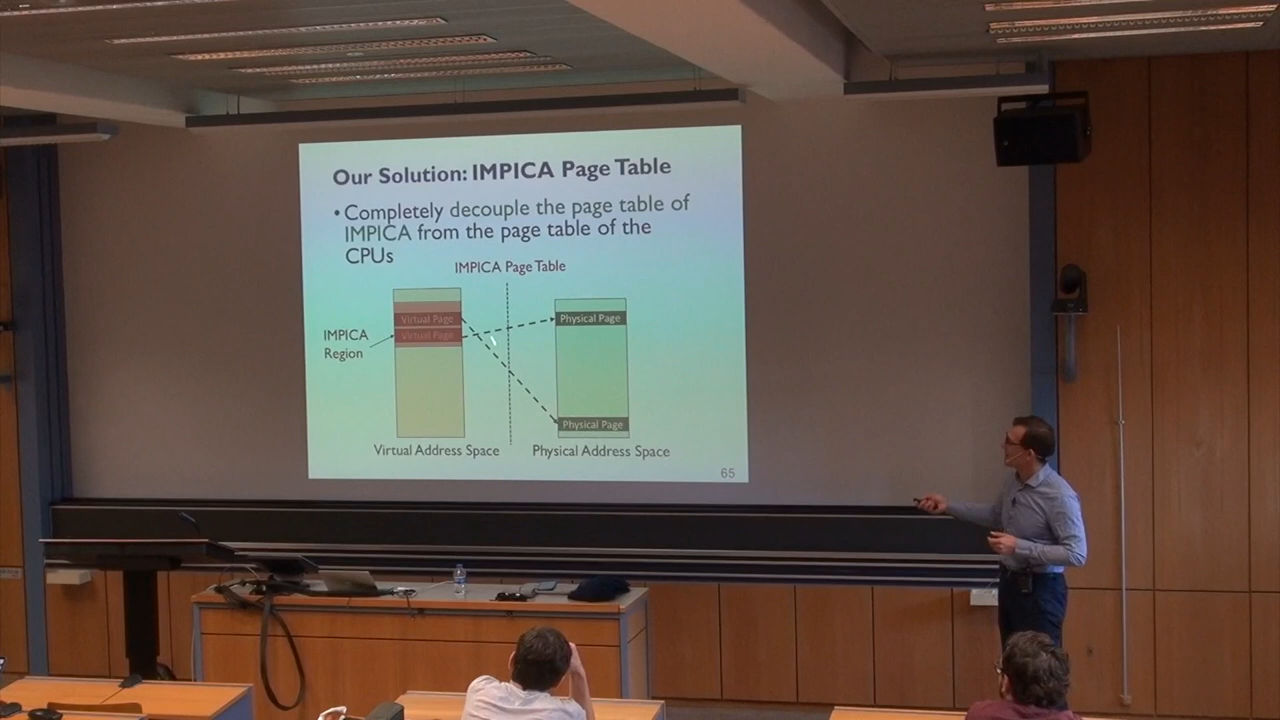 Our Solution: IMPICA Page Table
•Completely decouple the page table of
IMPICA from the page table of the
CPUs
IMPICA Page Table
Virtual Page
Physical Page
IMPICA
Region
Virtual Page
Physical Page
Virtual Address Space
Physical Address Space
65